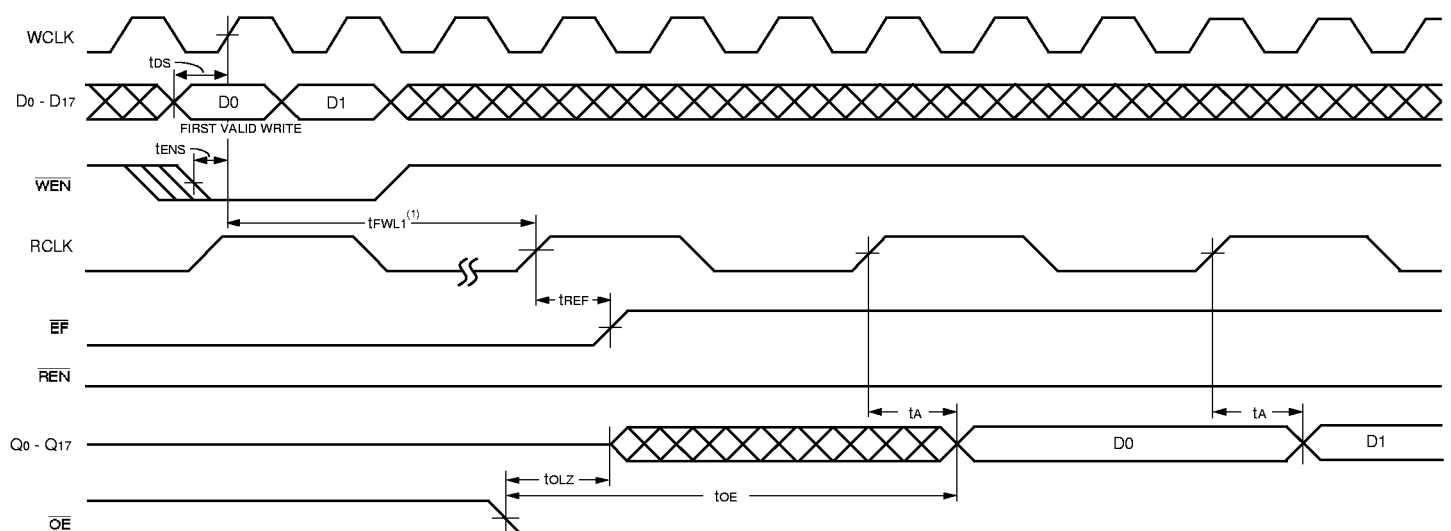 WCLK
tDS
D0 - D17
D0
D1
FIRST VALID WRITE
tENS
WEN
tFWL1(1)
RCLK
tREF
EF
REN
tA
tA
Q0 - Q17
D0
D1
tOLZ
tOE
OE